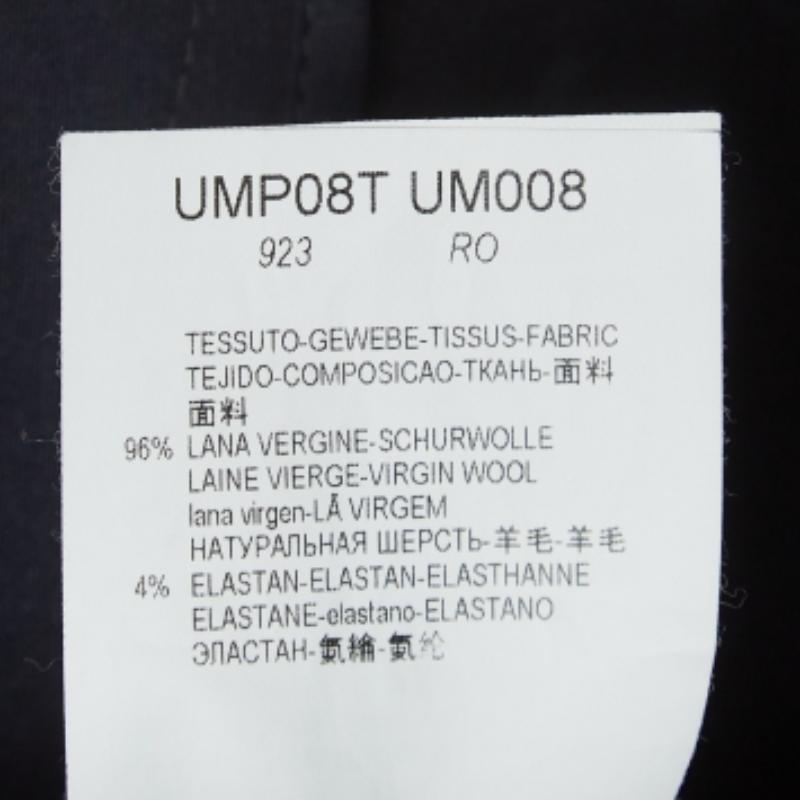 UMP08T UM008
923 RO
TESSUTO-GEWEBE-TISSUS-FABRIC
TEJIDO-COMPOSICAO-ТКАНЬ-面料
面料
96% LANA VERGINE-SCHURWOLLE
LAINE VIERGE-VIRGIN WOOL
lana virgen-LÃ VIRGEM
НАТУРАЛЬНАЯ ШЕРСТЬ-羊毛-羊毛
4% ELASTAN-ELASTAN-ELASTHANNE
ELASTANE-elastano-ELASTANO
ЭЛАСТАН-氨綸-氨纶